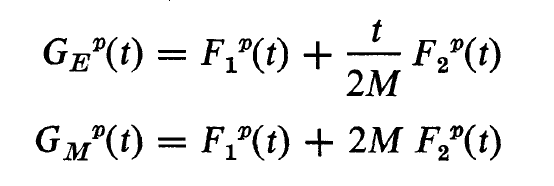 G_E^p(t) = F_1^p(t) + \frac{t}{2M} F_2^p(t)
G_M^p(t) = F_1^p(t) + 2M F_2^p(t)